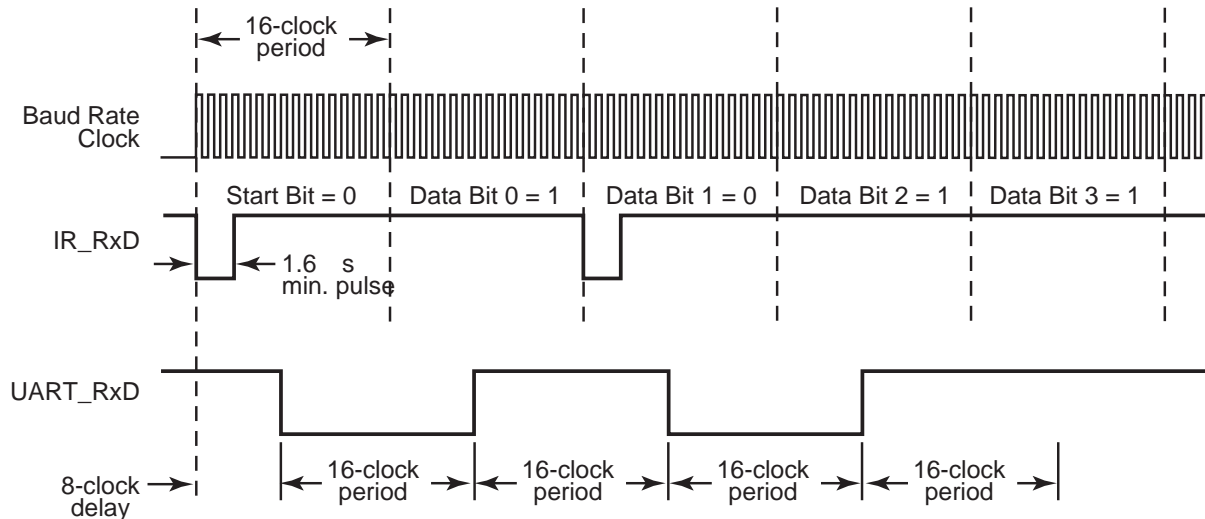 16-clock
period
Baud Rate
Clock
Start Bit = 0
Data Bit 0 = 1
Data Bit 1 = 0
Data Bit 2 = 1
Data Bit 3 = 1
IR_RxD
1.6 s
min. pulse
UART_RxD
8-clock
delay
16-clock
period
16-clock
period
16-clock
period
16-clock
period